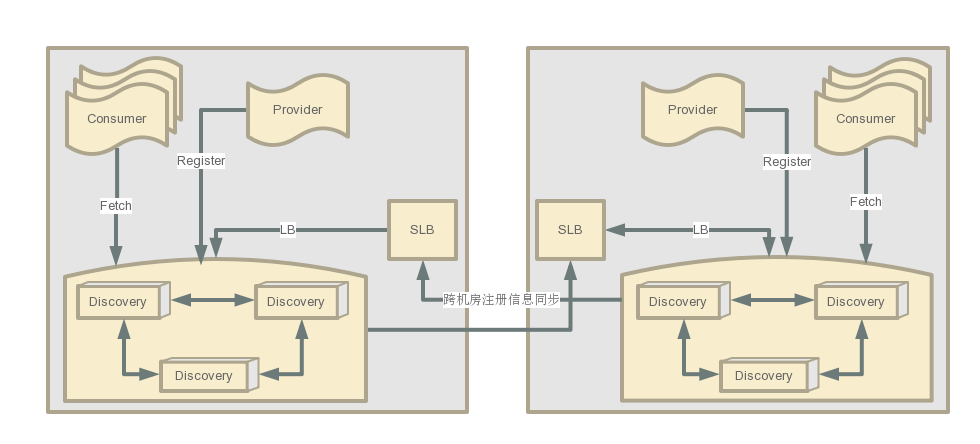 Consumer
Provider
Provider
Consumer
Register
Register
Fetch
Fetch
LB
SLB
SLB
LB
Discovery
Discovery
跨机房注册信息同步
Discovery
Discovery
Discovery
Discovery